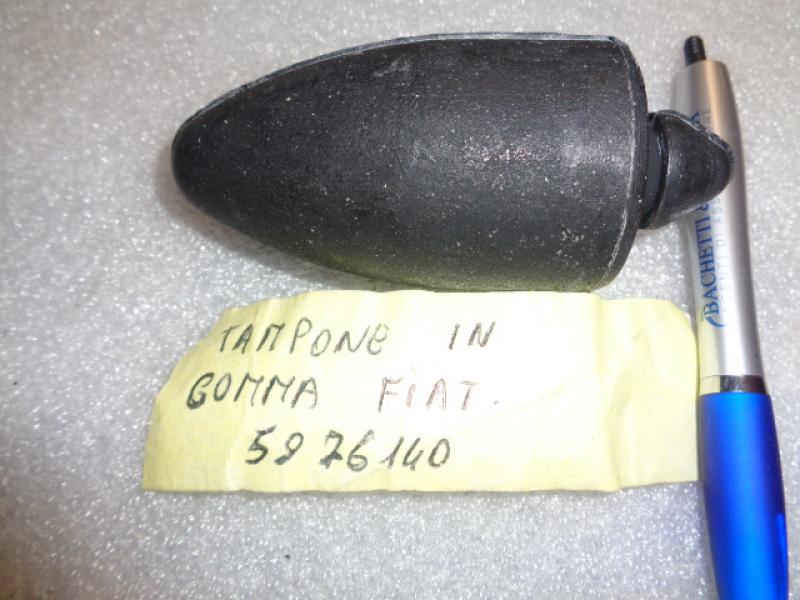 TAMPONE IN
GOMMA FIAT.
5976140
BACHETTI &